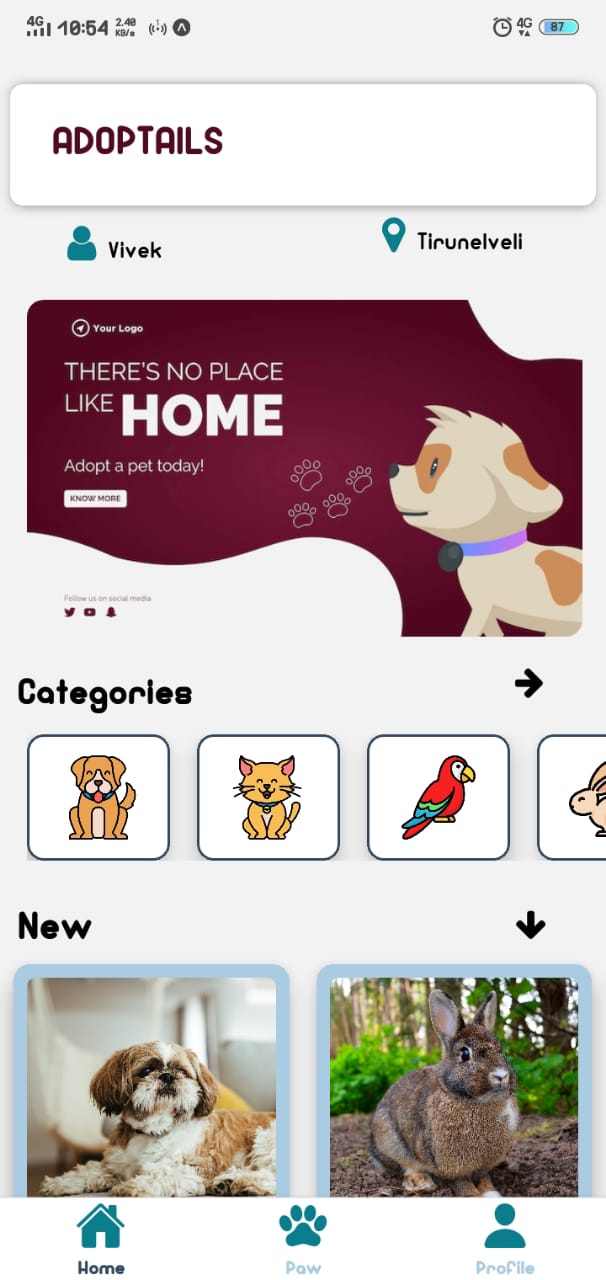 4G 10:54 2.40 KB/s 4G 87
ADOPTAILS
Vivek
Tirunelveli
Your Logo
THERE'S NO PLACE
LIKE HOME
Adopt a pet today!
KNOW MORE
Follow us on social media
Categories
New
Home
Paw
Profile